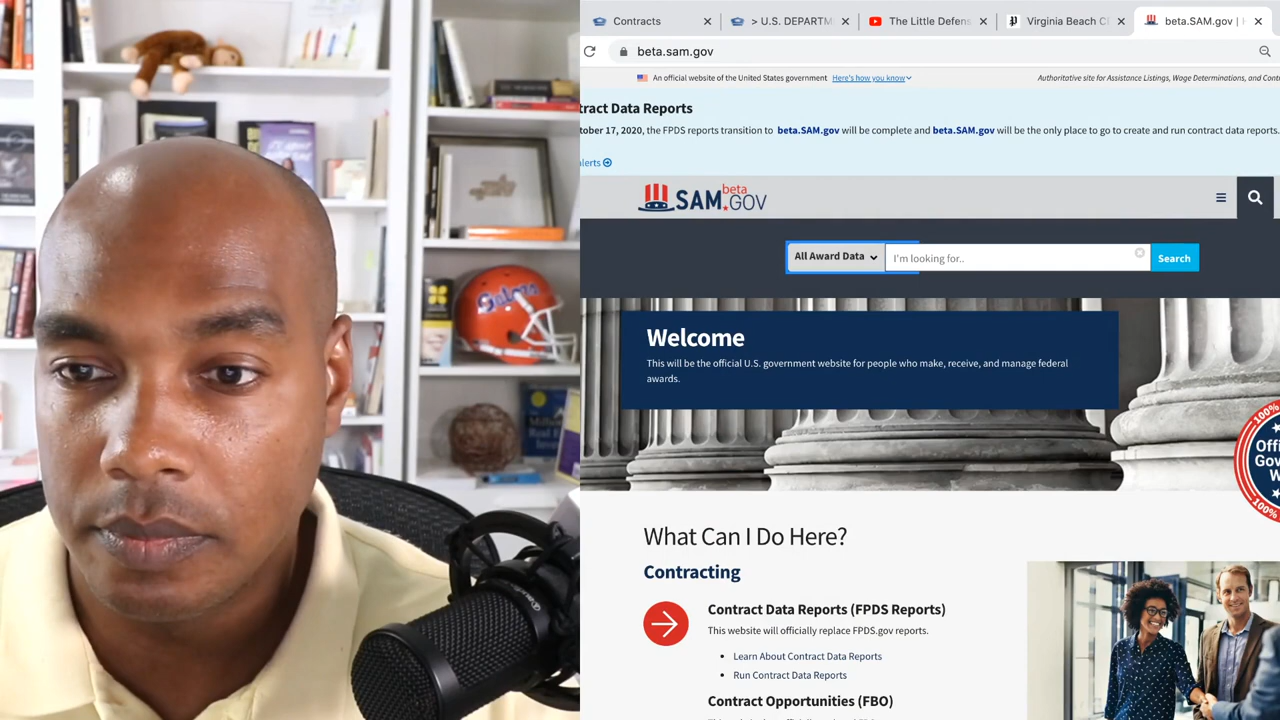 Contracts
> U.S. DEPARTM
The Little Defens
Virginia Beach C
beta.SAM.gov |
beta.sam.gov
An official website of the United States government Here's how you know
Authoritative site for Assistance Listings, Wage Determinations, and Cont
tract Data Reports
tober 17, 2020, the FPDS reports transition to beta.SAM.gov will be complete and beta.SAM.gov will be the only place to go to create and run contract data reports.
alerts
SAM.GOV beta
All Award Data
I'm looking for..
Search
Welcome
This will be the official U.S. government website for people who make, receive, and manage federal
awards.
100%
Offi
Gov
W
100%
What Can I Do Here?
Contracting
Contract Data Reports (FPDS Reports)
This website will officially replace FPDS.gov reports.
Learn About Contract Data Reports
Run Contract Data Reports
Contract Opportunities (FBO)
Gators